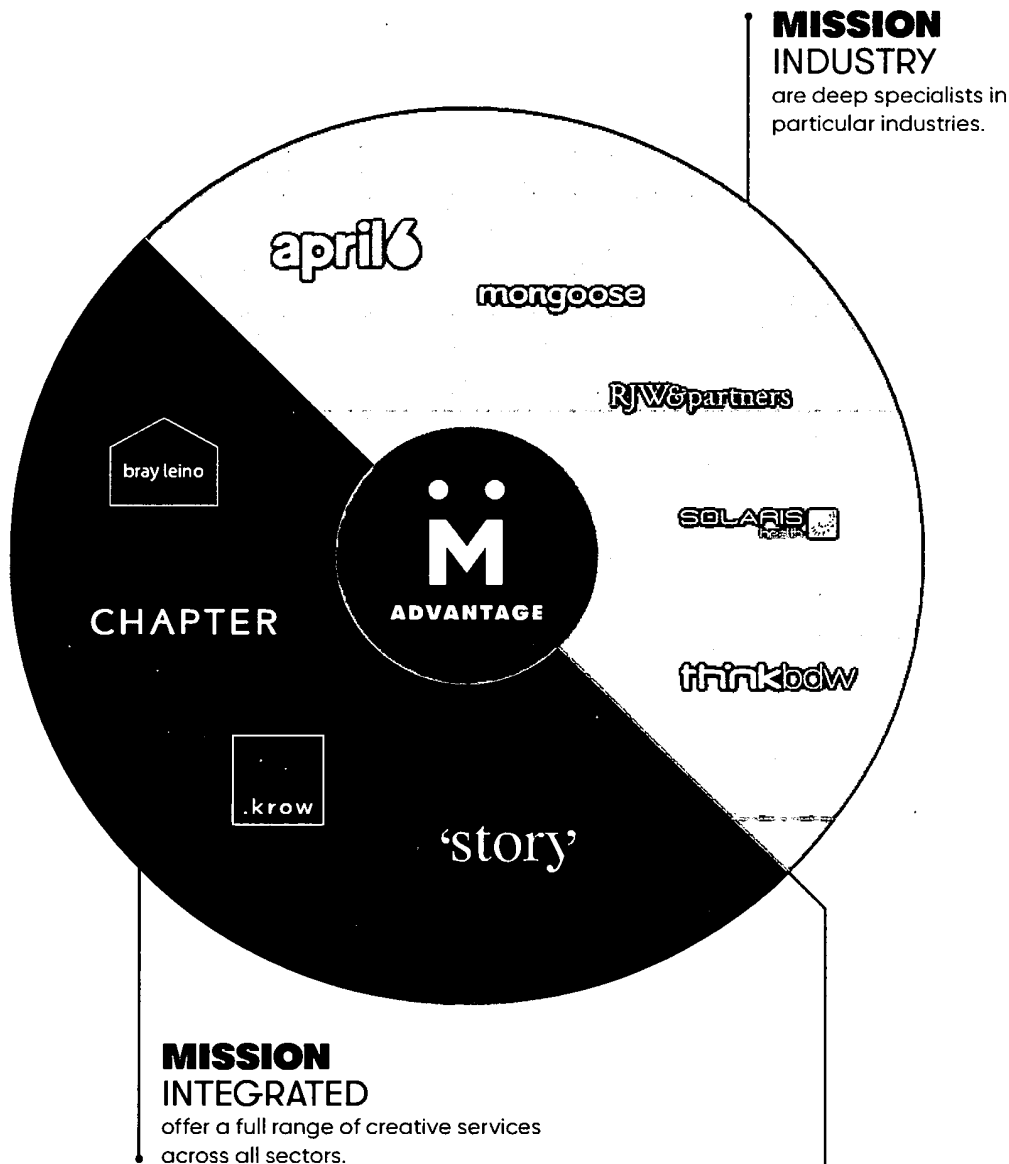 MISSION
INDUSTRY
are deep specialists in
particular industries.
april6
mongoose
RJW&partners
bray leino
SOLARIS
health
M
ADVANTAGE
CHAPTER
thinkbdw
.krow
‘story’
MISSION
INTEGRATED
offer a full range of creative services
across all sectors.